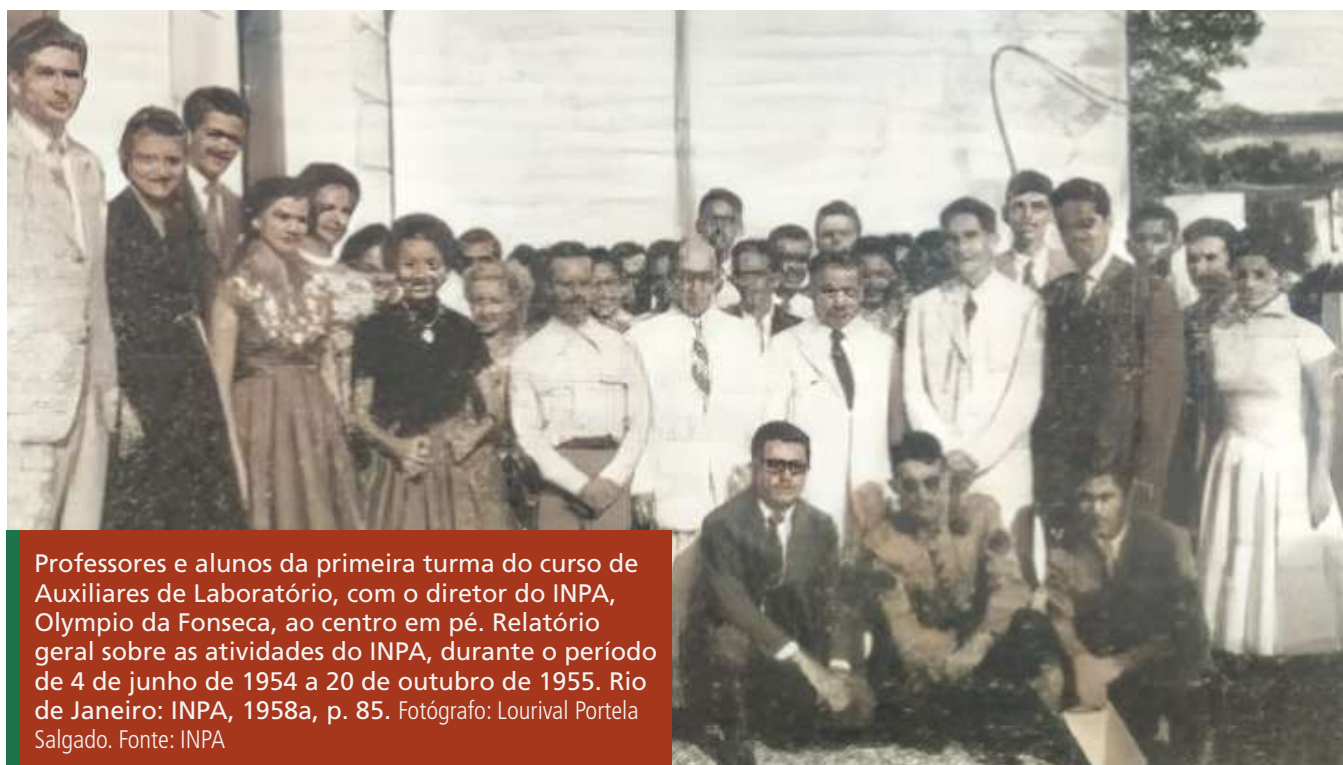 Professores e alunos da primeira turma do curso de
Auxiliares de Laboratório, com o diretor do INPA,
Olympio da Fonseca, ao centro em pé. Relatório
geral sobre as atividades do INPA, durante o período
de 4 de junho de 1954 a 20 de outubro de 1955. Rio
de Janeiro: INPA, 1958a, p. 85. Fotógrafo: Lourival Portela
Salgado. Fonte: INPA